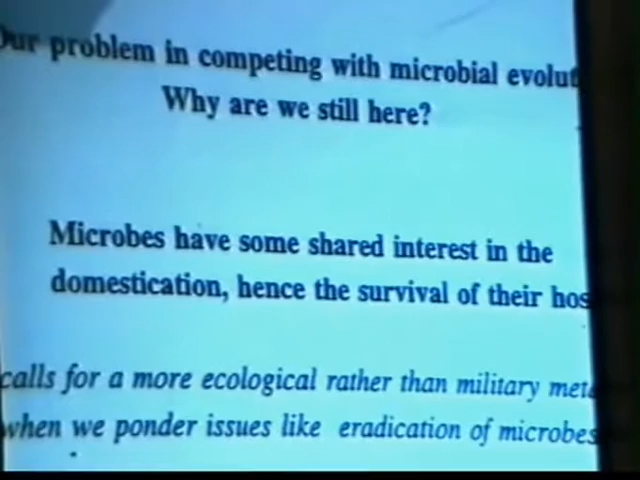 Our problem in competing with microbial evolut
Why are we still here?
Microbes have some shared interest in the
domestication, hence the survival of their hos
calls for a more ecological rather than military meta
when we ponder issues like eradication of microbes